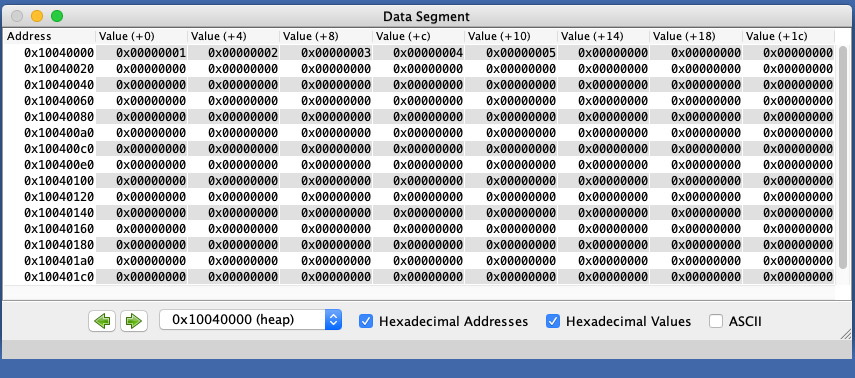 Data Segment
Address Value (+0) Value (+4) Value (+8) Value (+c) Value (+10) Value (+14) Value (+18) Value (+1c)
0x10040000 0x00000001 0x00000002 0x00000003 0x00000004 0x00000005 0x00000000 0x00000000 0x00000000
0x10040020 0x00000000 0x00000000 0x00000000 0x00000000 0x00000000 0x00000000 0x00000000 0x00000000
0x10040040 0x00000000 0x00000000 0x00000000 0x00000000 0x00000000 0x00000000 0x00000000 0x00000000
0x10040060 0x00000000 0x00000000 0x00000000 0x00000000 0x00000000 0x00000000 0x00000000 0x00000000
0x10040080 0x00000000 0x00000000 0x00000000 0x00000000 0x00000000 0x00000000 0x00000000 0x00000000
0x100400a0 0x00000000 0x00000000 0x00000000 0x00000000 0x00000000 0x00000000 0x00000000 0x00000000
0x100400c0 0x00000000 0x00000000 0x00000000 0x00000000 0x00000000 0x00000000 0x00000000 0x00000000
0x100400e0 0x00000000 0x00000000 0x00000000 0x00000000 0x00000000 0x00000000 0x00000000 0x00000000
0x10040100 0x00000000 0x00000000 0x00000000 0x00000000 0x00000000 0x00000000 0x00000000 0x00000000
0x10040120 0x00000000 0x00000000 0x00000000 0x00000000 0x00000000 0x00000000 0x00000000 0x00000000
0x10040140 0x00000000 0x00000000 0x00000000 0x00000000 0x00000000 0x00000000 0x00000000 0x00000000
0x10040160 0x00000000 0x00000000 0x00000000 0x00000000 0x00000000 0x00000000 0x00000000 0x00000000
0x10040180 0x00000000 0x00000000 0x00000000 0x00000000 0x00000000 0x00000000 0x00000000 0x00000000
0x100401a0 0x00000000 0x00000000 0x00000000 0x00000000 0x00000000 0x00000000 0x00000000 0x00000000
0x100401c0 0x00000000 0x00000000 0x00000000 0x00000000 0x00000000 0x00000000 0x00000000 0x00000000
0x10040000 (heap) Hexadecimal Addresses Hexadecimal Values ASCII